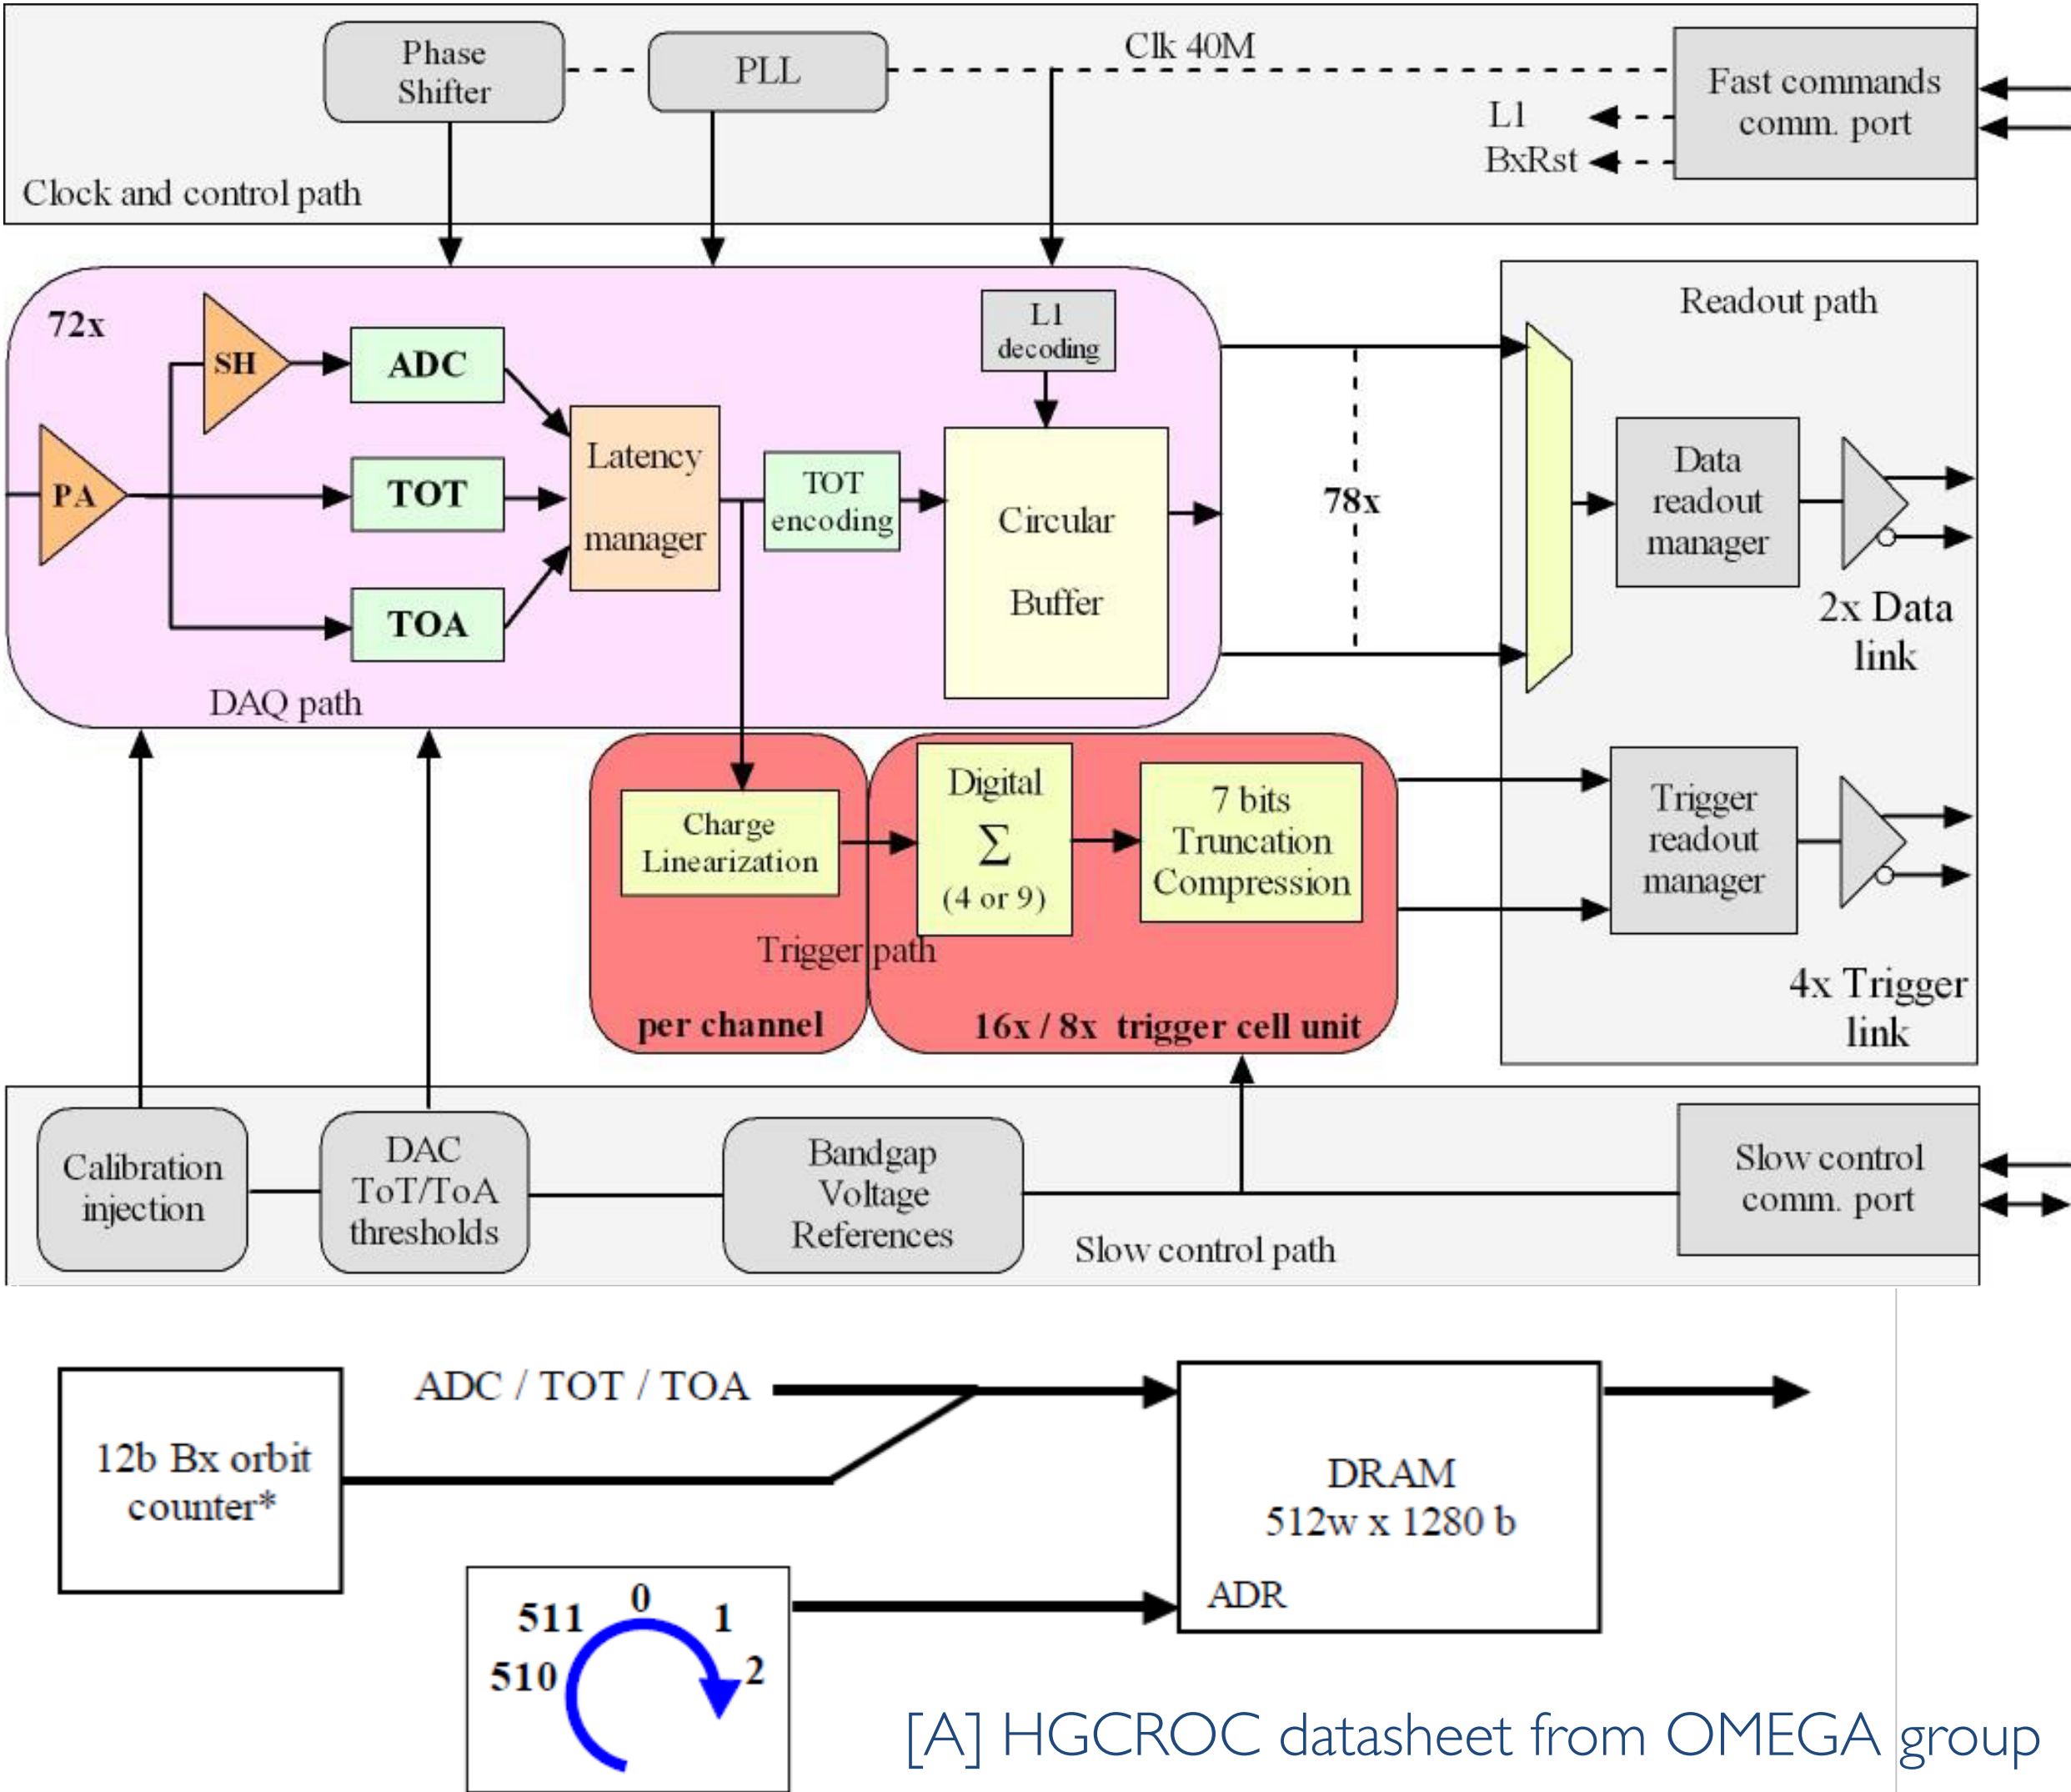 Phase
Shifter
PLL
Clk 40M
Fast commands
comm. port
L1
BxRst
Clock and control path
72x
SH
ADC
PA
TOT
TOA
Latency
manager
TOT
encoding
L1
decoding
Circular
Buffer
DAQ path
78x
Readout path
Data
readout
manager
2x Data
link
Charge
Linearization
Digital
Σ
(4 or 9)
7 bits
Truncation
Compression
Trigger path
per channel
16x / 8x trigger cell unit
Trigger
readout
manager
4x Trigger
link
Calibration
injection
DAC
ToT/ToA
thresholds
Bandgap
Voltage
References
Slow control path
Slow control
comm. port
12b Bx orbit
counter*
ADC / TOT / TOA
DRAM
512w x 1280 b
ADR
510
511
0
1
2
[A] HGCROC datasheet from OMEGA group